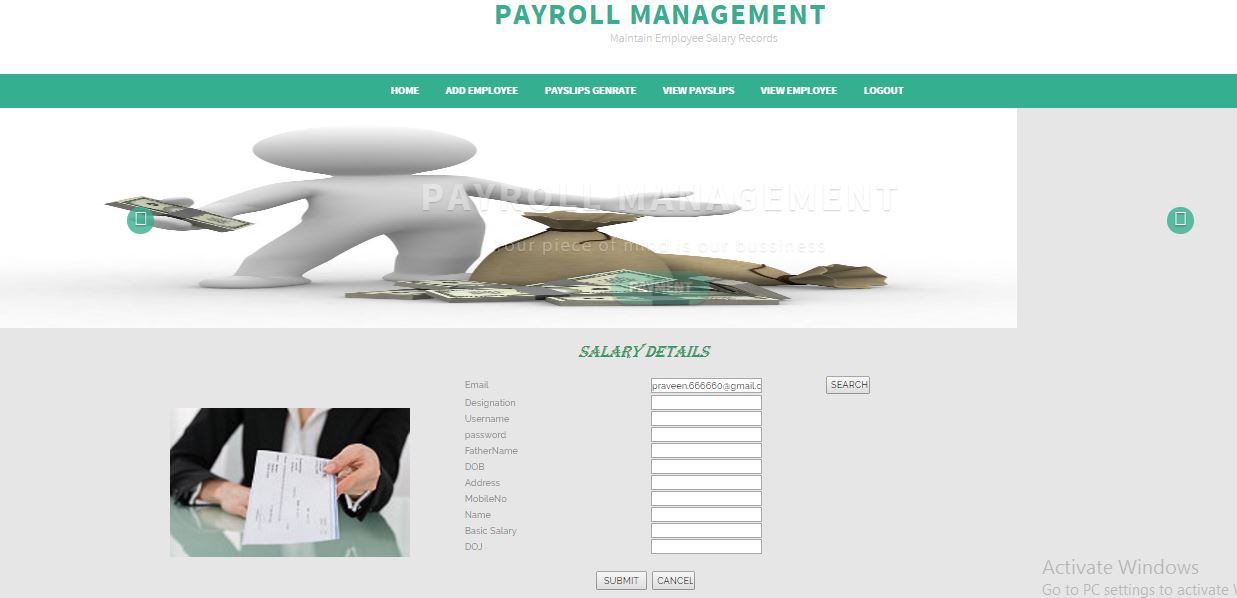 PAYROLL MANAGEMENT
Maintain Employee Salary Records
HOME ADD EMPLOYEE PAYSLIPS GENRATE VIEW PAYSLIPS VIEW EMPLOYEE LOGOUT
PAYROLL MANAGEMENT
our piece of mind is our bussiness
PAYMENT
SALARY DETAILS
Email praveen.666660@gmail.c SEARCH
Designation
Username
password
FatherName
DOB
Address
MobileNo
Name
Basic Salary
DOJ
SUBMIT CANCEL
Activate Windows
Go to PC settings to activate